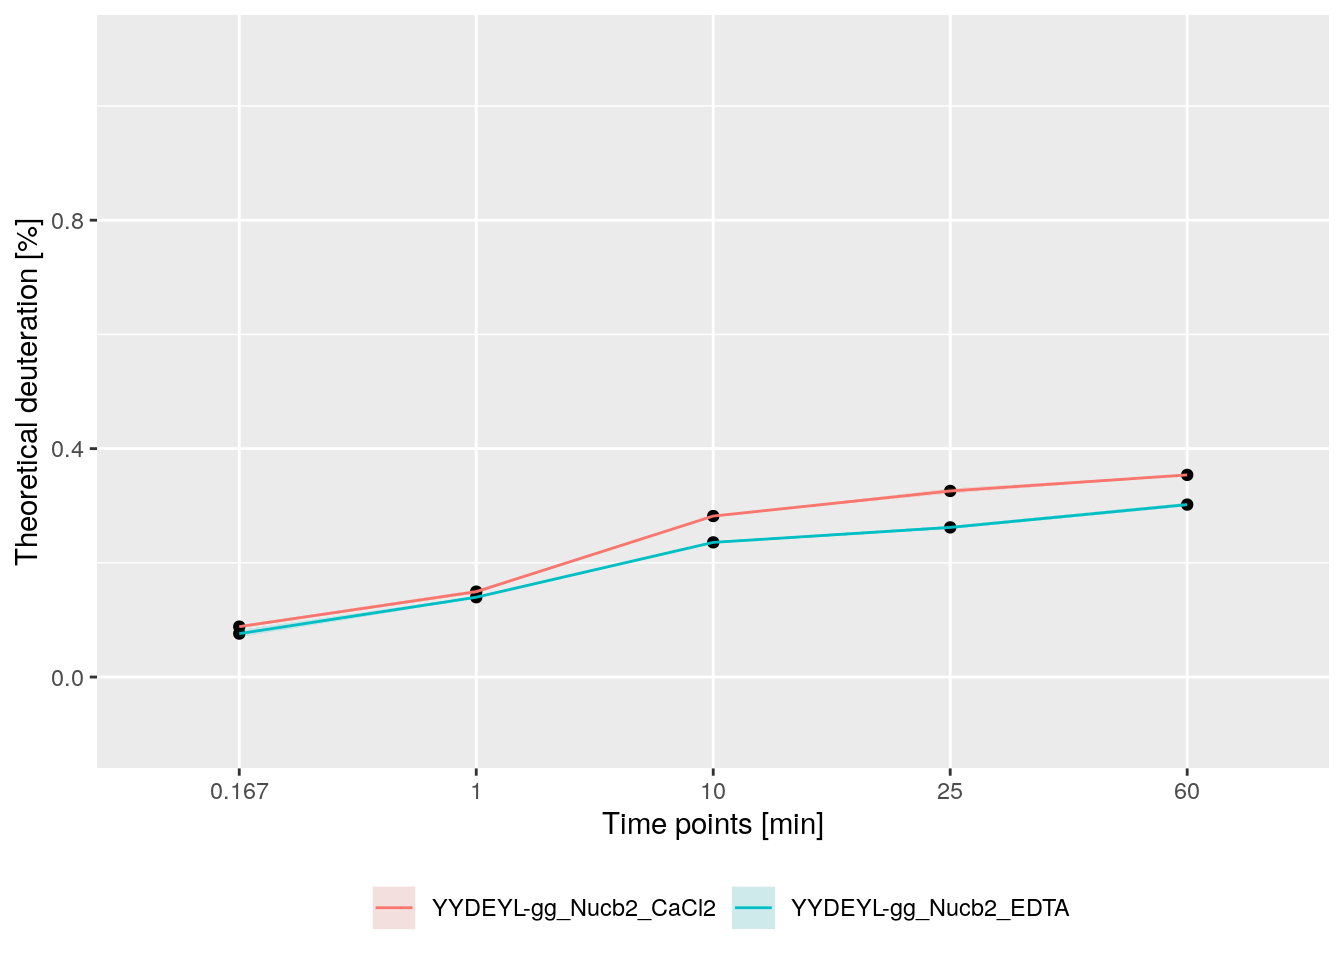 Theoretical deuteration [%]
0.8
0.4
0.0
0.167 1 10 25 60
Time points [min]
YYDEYL-gg_Nucb2_CaCl2 YYDEYL-gg_Nucb2_EDTA